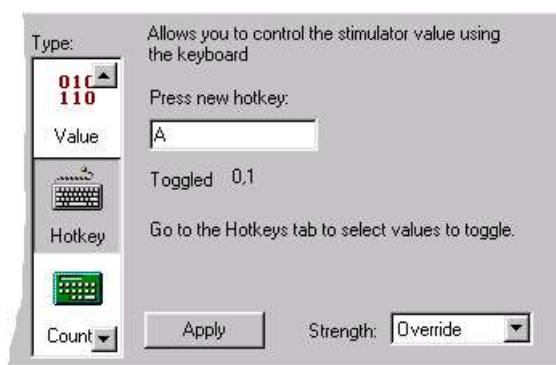 Type:
Allows you to control the stimulator value using
the keyboard
010
110
Value
Press new hotkey:
A
Hotkey
Toggled 0,1
Go to the Hotkeys tab to select values to toggle.
Count
Apply
Strength:
Override